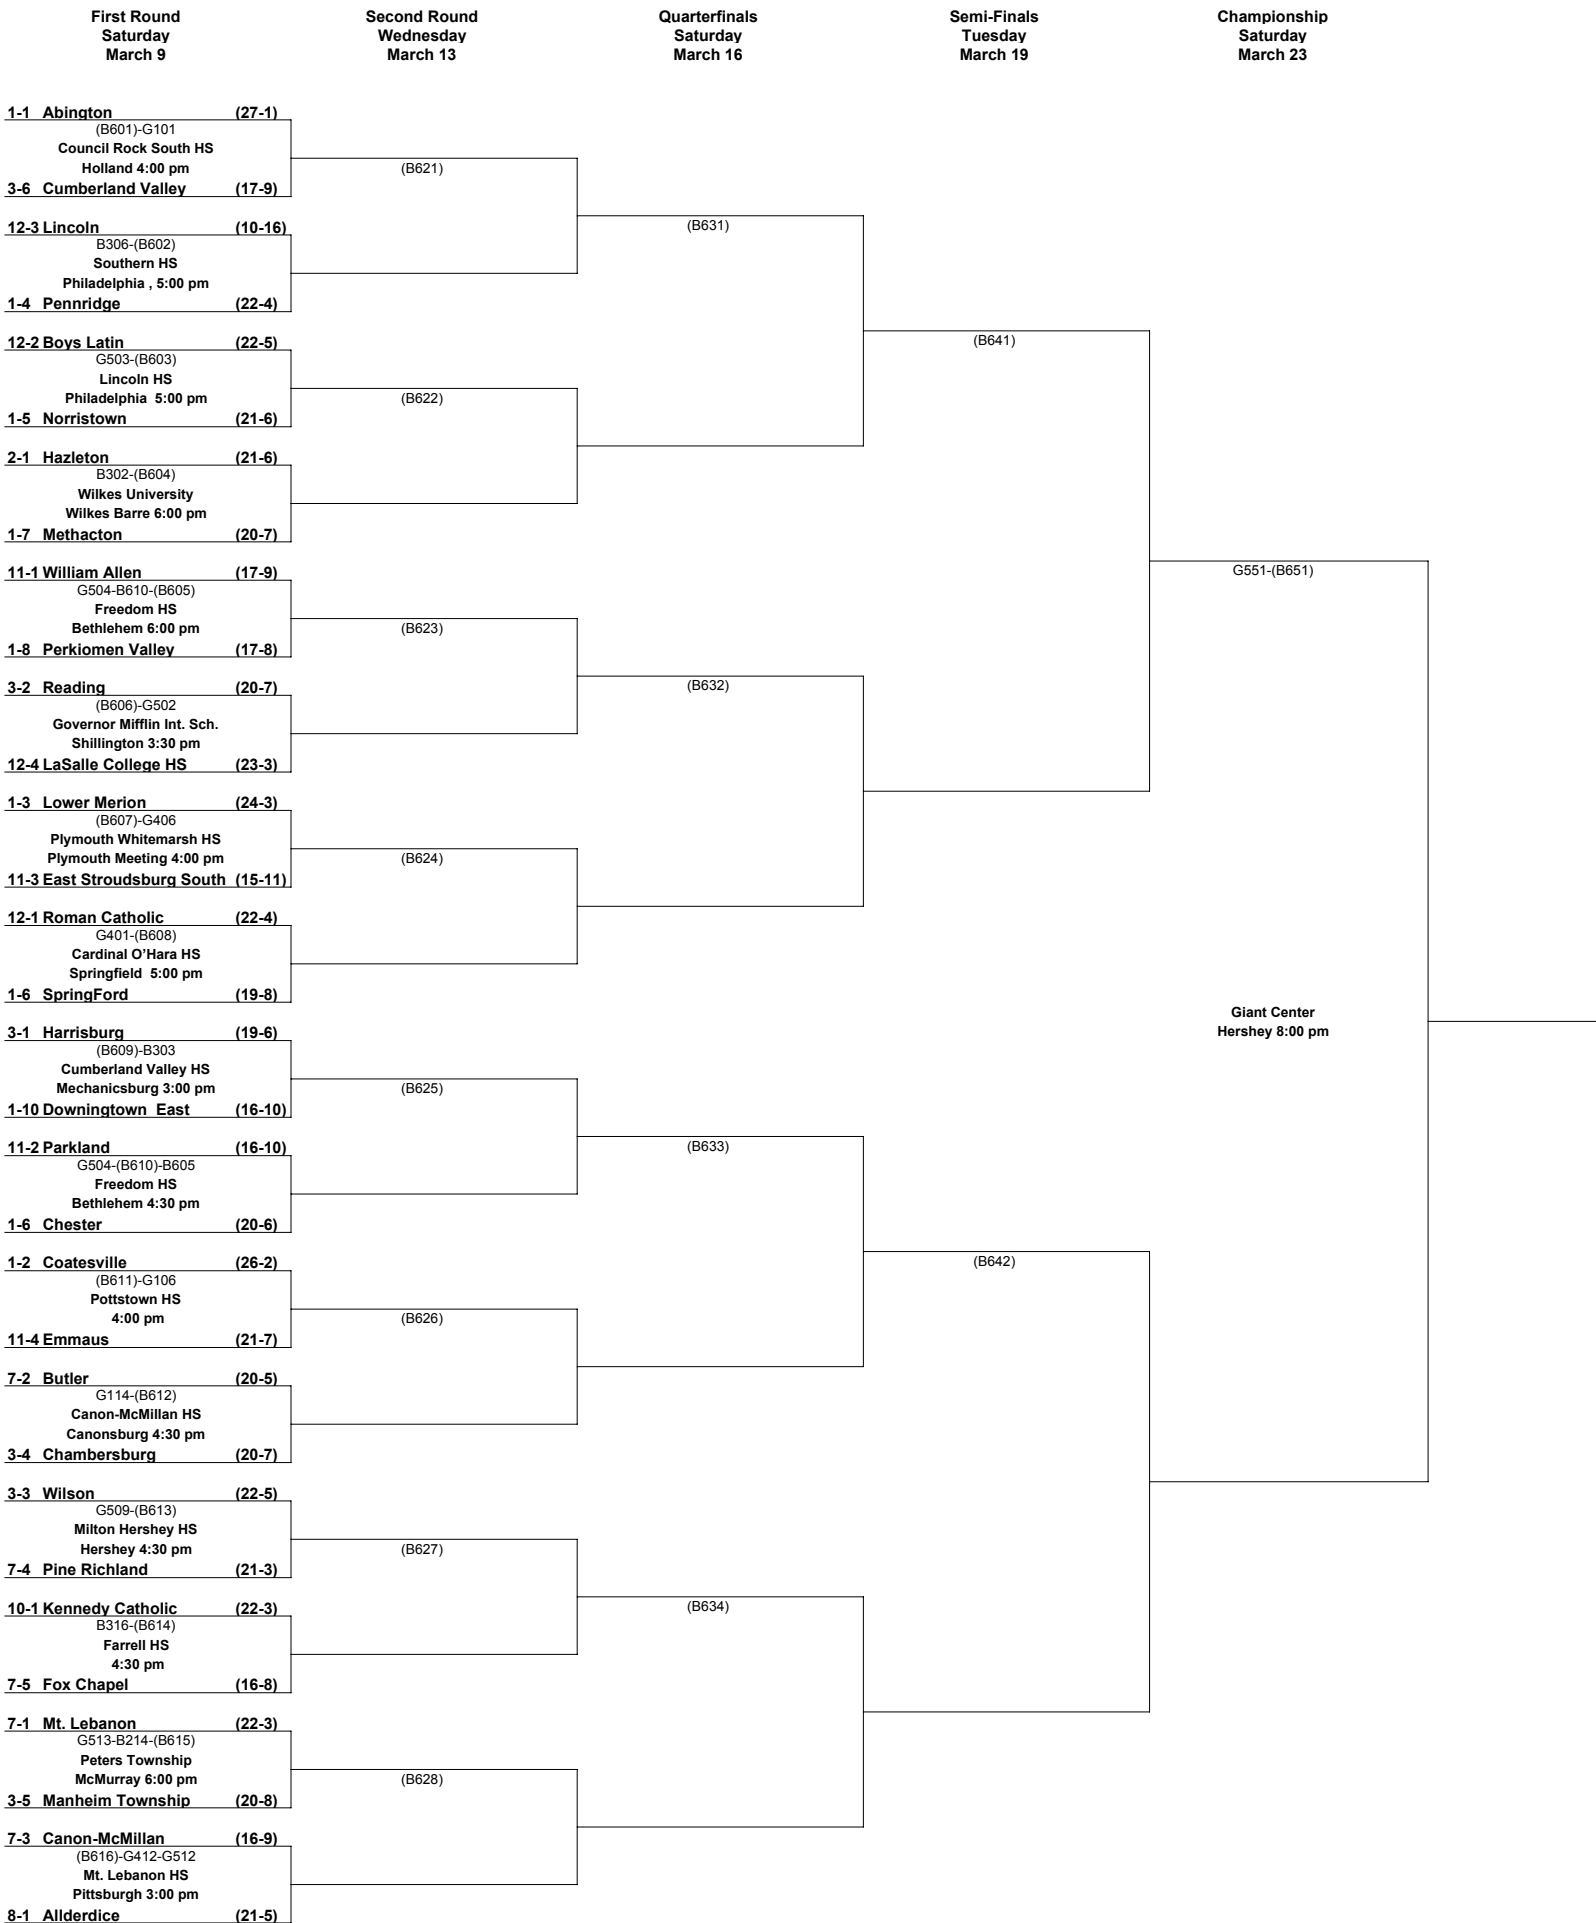 First Round
Saturday
March 9
Second Round
Wednesday
March 13
Quarterfinals
Saturday
March 16
Semi-Finals
Tuesday
March 19
Championship
Saturday
March 23
1-1 Abington (27-1)
(B601)-G101
Council Rock South HS
Holland 4:00 pm
3-6 Cumberland Valley (17-9)
12-3 Lincoln (10-16)
B306-(B602)
Southern HS
Philadelphia , 5:00 pm
1-4 Pennridge (22-4)
12-2 Boys Latin (22-5)
G503-(B603)
Lincoln HS
Philadelphia 5:00 pm
1-5 Norristown (21-6)
2-1 Hazleton (21-6)
B302-(B604)
Wilkes University
Wilkes Barre 6:00 pm
1-7 Methacton (20-7)
11-1 William Allen (17-9)
G504-B610-(B605)
Freedom HS
Bethlehem 6:00 pm
1-8 Perkiomen Valley (17-8)
3-2 Reading (20-7)
(B606)-G502
Governor Mifflin Int. Sch.
Shillington 3:30 pm
12-4 LaSalle College HS (23-3)
1-3 Lower Merion (24-3)
(B607)-G406
Plymouth Whitemarsh HS
Plymouth Meeting 4:00 pm
11-3 East Stroudsburg South (15-11)
12-1 Roman Catholic (22-4)
G401-(B608)
Cardinal O'Hara HS
Springfield 5:00 pm
1-6 SpringFord (19-8)
3-1 Harrisburg (19-6)
(B609)-B303
Cumberland Valley HS
Mechanicsburg 3:00 pm
1-10 Downingtown East (16-10)
11-2 Parkland (16-10)
G504-(B610)-B605
Freedom HS
Bethlehem 4:30 pm
1-6 Chester (20-6)
1-2 Coatesville (26-2)
(B611)-G106
Pottstown HS
4:00 pm
11-4 Emmaus (21-7)
7-2 Butler (20-5)
G114-(B612)
Canon-McMillan HS
Canonsburg 4:30 pm
3-4 Chambersburg (20-7)
3-3 Wilson (22-5)
G509-(B613)
Milton Hershey HS
Hershey 4:30 pm
7-4 Pine Richland (21-3)
10-1 Kennedy Catholic (22-3)
B316-(B614)
Farrell HS
4:30 pm
7-5 Fox Chapel (16-8)
7-1 Mt. Lebanon (22-3)
G513-B214-(B615)
Peters Township
McMurray 6:00 pm
3-5 Manheim Township (20-8)
7-3 Canon-McMillan (16-9)
(B616)-G412-G512
Mt. Lebanon HS
Pittsburgh 3:00 pm
8-1 Allderdice (21-5)
(B621)
(B622)
(B623)
(B624)
(B625)
(B626)
(B627)
(B628)
(B631)
(B632)
(B633)
(B634)
(B641)
(B642)
G551-(B651)
Giant Center
Hershey 8:00 pm